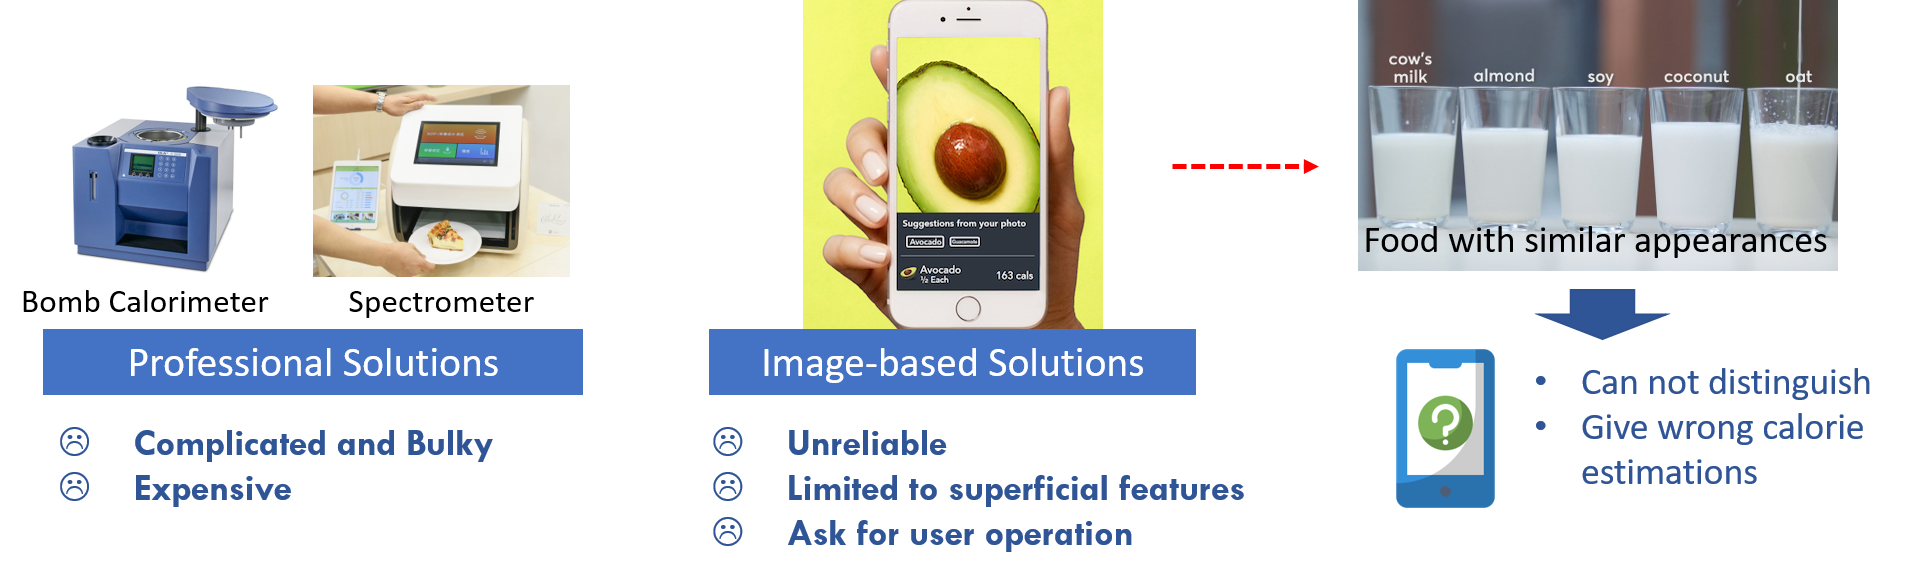 Bomb Calorimeter
Spectrometer
Professional Solutions
Complicated and Bulky
Expensive
Suggestions from your photo
Avocado Guacamole
Avocado
½ Each
163 cals
Image-based Solutions
Unreliable
Limited to superficial features
Ask for user operation
cow's
milk
almond
soy
coconut
oat
Food with similar appearances
?
• Can not distinguish
• Give wrong calorie
estimations